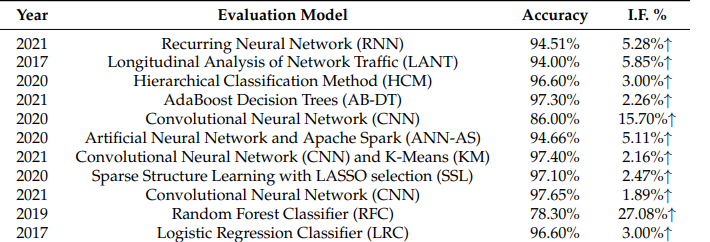 Year Evaluation Model Accuracy I.F. %
2021 Recurring Neural Network (RNN) 94.51% 5.28%↑
2017 Longitudinal Analysis of Network Traffic (LANT) 94.00% 5.85%↑
2020 Hierarchical Classification Method (HCM) 96.60% 3.00%↑
2021 AdaBoost Decision Trees (AB-DT) 97.30% 2.26%↑
2020 Convolutional Neural Network (CNN) 86.00% 15.70%↑
2020 Artificial Neural Network and Apache Spark (ANN-AS) 94.66% 5.11%↑
2021 Convolutional Neural Network (CNN) and K-Means (KM) 97.40% 2.16%↑
2020 Sparse Structure Learning with LASSO selection (SSL) 97.10% 2.47%↑
2021 Convolutional Neural Network (CNN) 97.65% 1.89%↑
2019 Random Forest Classifier (RFC) 78.30% 27.08%↑
2017 Logistic Regression Classifier (LRC) 96.60% 3.00%↑